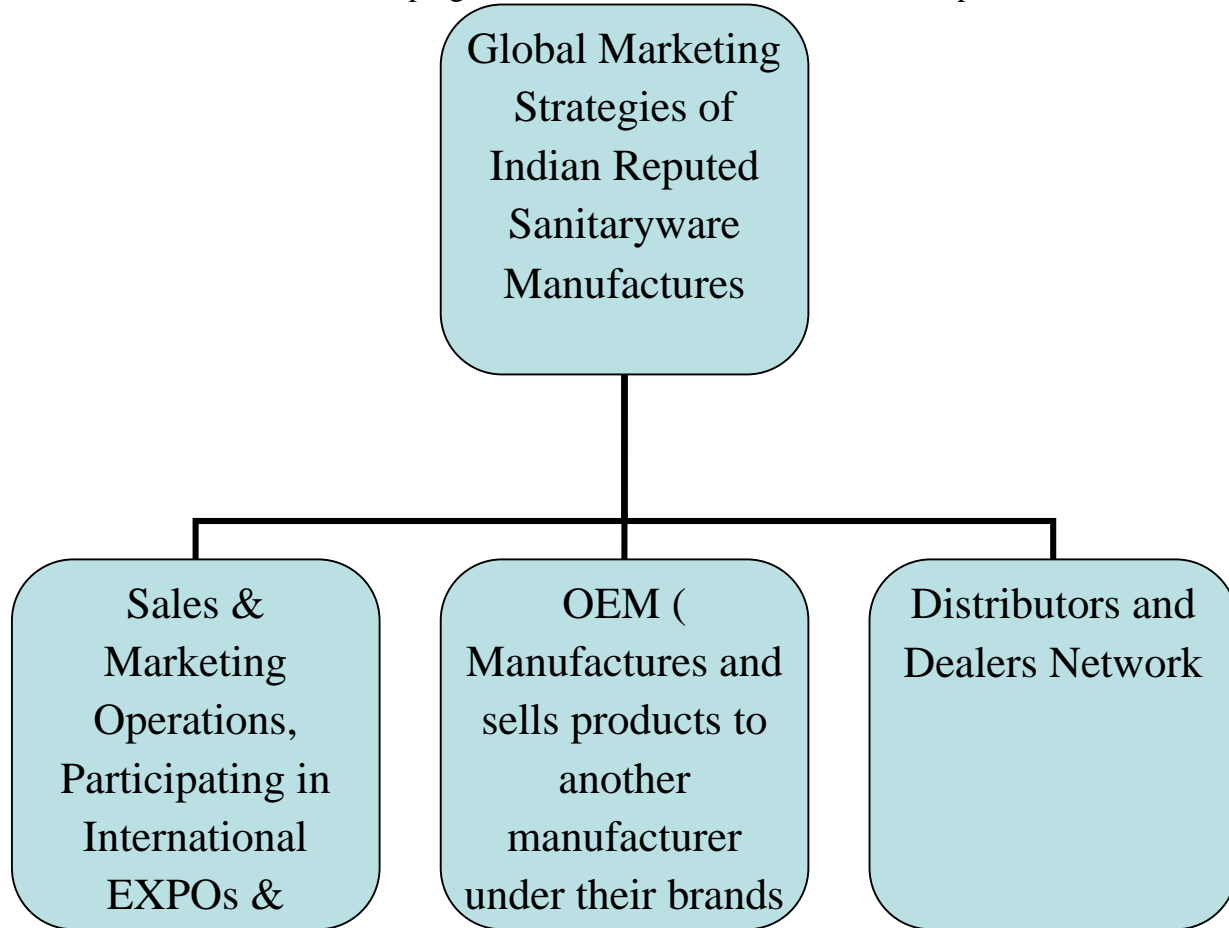 Global Marketing
Strategies of
Indian Reputed
Sanitaryware
Manufactures
Sales &
Marketing
Operations,
Participating in
International
EXPOs &
OEM (
Manufactures and
sells products to
another
manufacturer
under their brands
Distributors and
Dealers Network